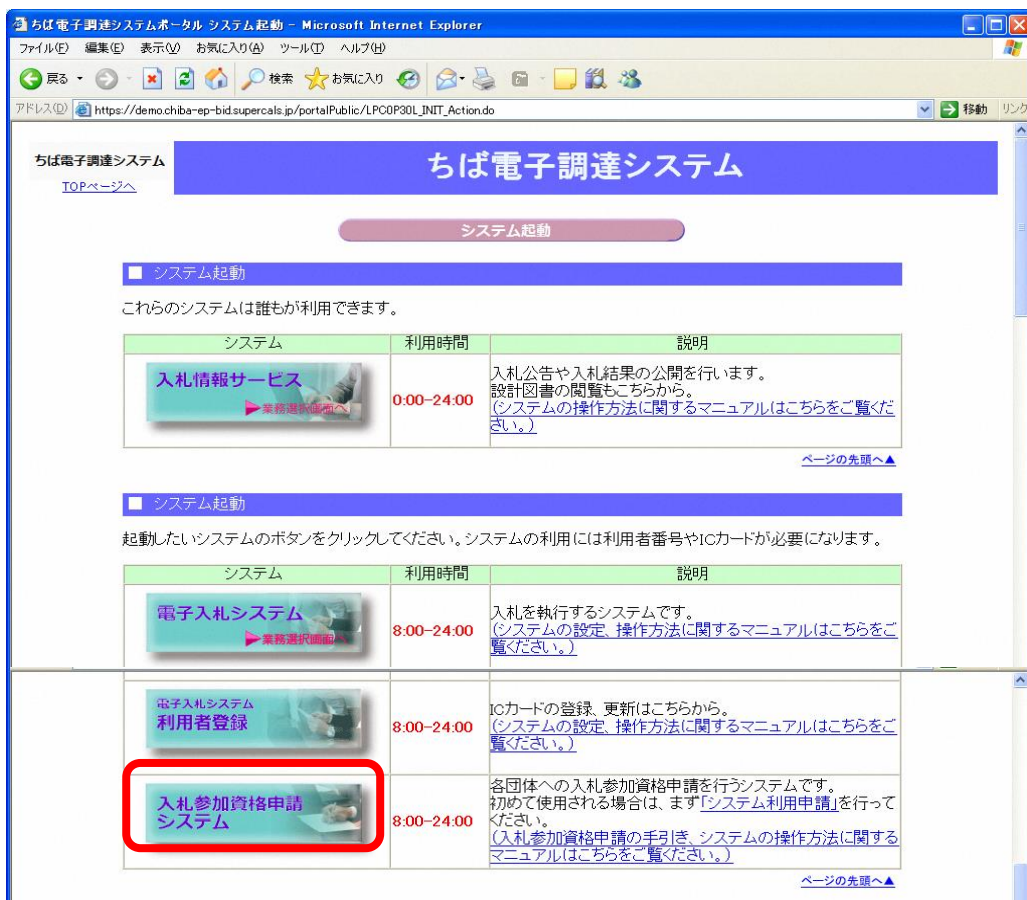 ちば電子調達システムポータル システム起動 - Microsoft Internet Explorer
ファイル(F) 編集(E) 表示(V) お気に入り(A) ツール(T) ヘルプ(H)
戻る 検索 お気に入り
アドレス(D) https://demo.chiba-ep-bid.supercals.jp/portalPublic/LPC0P30L_INIT_Action.do 移動 リンク
ちば電子調達システム
TOPページへ
ちば電子調達システム
システム起動
■ システム起動
これらのシステムは誰もが利用できます。
システム 利用時間 説明
入札情報サービス
▶業務選択画面へ
0:00-24:00
入札公告や入札結果の公開を行います。
設計図書の閲覧もこちらから。
(システムの操作方法に関するマニュアルはこちらをご覧くだ
さい。)
ページの先頭へ▲
■ システム起動
起動したいシステムのボタンをクリックしてください。システムの利用には利用者番号やICカードが必要になります。
システム 利用時間 説明
電子入札システム
▶業務選択画面へ
8:00-24:00
入札を執行するシステムです。
(システムの設定、操作方法に関するマニュアルはこちらをご
覧ください。)
電子入札システム
利用者登録
8:00-24:00
ICカードの登録、更新はこちらから。
(システムの設定、操作方法に関するマニュアルはこちらをご
覧ください。)
入札参加資格申請
システム
8:00-24:00
各団体への入札参加資格申請を行うシステムです。
初めて使用される場合は、まず「システム利用申請」を行って
ください。
(入札参加資格申請の手引き、システムの操作方法に関する
マニュアルはこちらをご覧ください。)
ページの先頭へ▲